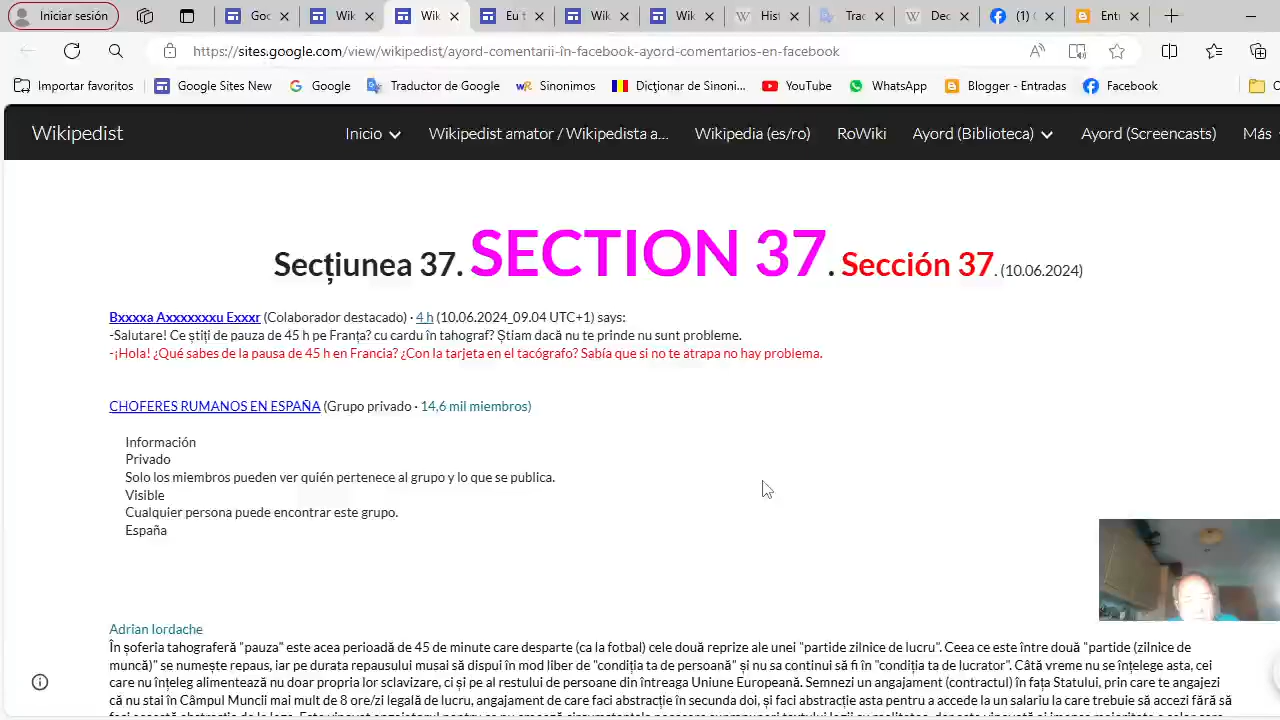 Iniciar sesión
Goc
Wik
Wik
Eu t
Wik
Wik
Hist
Trac
Dec
(1) (
Entr
https://sites.google.com/view/wikipedist/ayord-comentarii-în-facebook-ayord-comentarios-en-facebook
Importar favoritos
Google Sites New
Google
Traductor de Google
Sinonimos
Dicționar de Sinoni...
YouTube
WhatsApp
Blogger - Entradas
Facebook
Wikipedist
Inicio
Wikipedist amator / Wikipedista a...
Wikipedia (es/ro)
RoWiki
Ayord (Biblioteca)
Ayord (Screencasts)
Más
Secțiunea 37. SECTION 37. Sección 37. (10.06.2024)
Bxxxxa Axxxxxxxu Exxxr (Colaborador destacado) · 4 h (10.06.2024_09.04 UTC+1) says:
-Salutare! Ce știți de pauza de 45 h pe Franța? cu cardu în tahograf? Știam dacă nu te prinde nu sunt probleme.
-¡Hola! ¿Qué sabes de la pausa de 45 h en Francia? ¿Con la tarjeta en el tacógrafo? Sabía que si no te atrapa no hay problema.
CHOFERES RUMANOS EN ESPAÑA (Grupo privado · 14,6 mil miembros)
Información
Privado
Solo los miembros pueden ver quién pertenece al grupo y lo que se publica.
Visible
Cualquier persona puede encontrar este grupo.
España
Adrian Iordache
În șoferia tahograferă "pauza" este acea perioadă de 45 de minute care desparte (ca la fotbal) cele două reprize ale unei "partide zilnice de lucru". Ceea ce este între două "partide (zilnice de
muncă)" se numește repaus, iar pe durata repausului musai să dispui în mod liber de "condiția ta de persoană" și nu sa continui să fi în "condiția ta de lucrator". Câtă vreme nu se înțelege asta, cei
care nu înțeleg alimentează nu doar propria lor sclavizare, ci și pe al restului de persoane din întreaga Uniune Europeană. Semnezi un angajament (contractul) în fața Statului, prin care te angajezi
că nu stai în Câmpul Muncii mai mult de 8 ore/zi legală de lucru, angajament de care faci abstracție în secunda doi, și faci abstracție asta pentru a accede la un salariu la care trebuie să accezi fără să